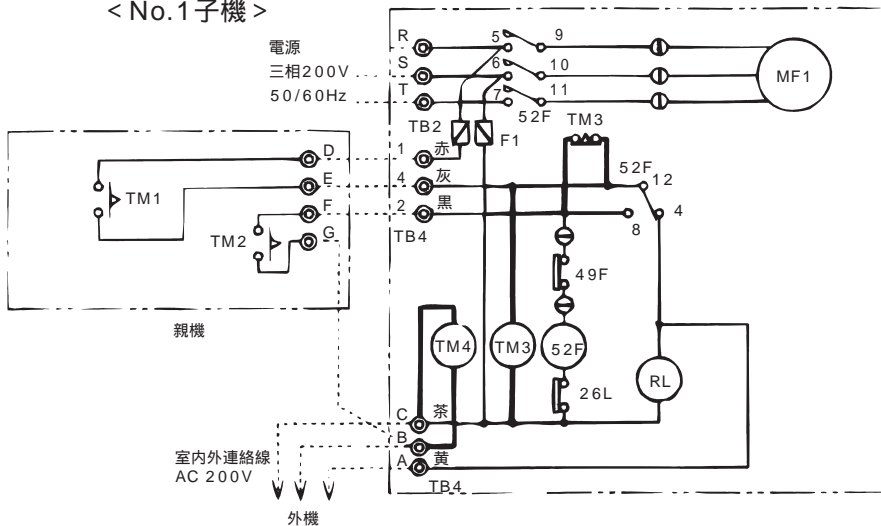 <No.1子機>
電源
三相200V
50/60Hz
R
S
T
5
6
7
9
10
11
52F
MF1
TB2
F1
TM3
D
E
F
G
1
4
2
赤
灰
黒
TB4
TM1
TM2
親機
52F
12
8
4
49F
TM4
TM3
52F
RL
26L
C
B
A
茶
黄
TB4
室内外連絡線
AC 200V
外機